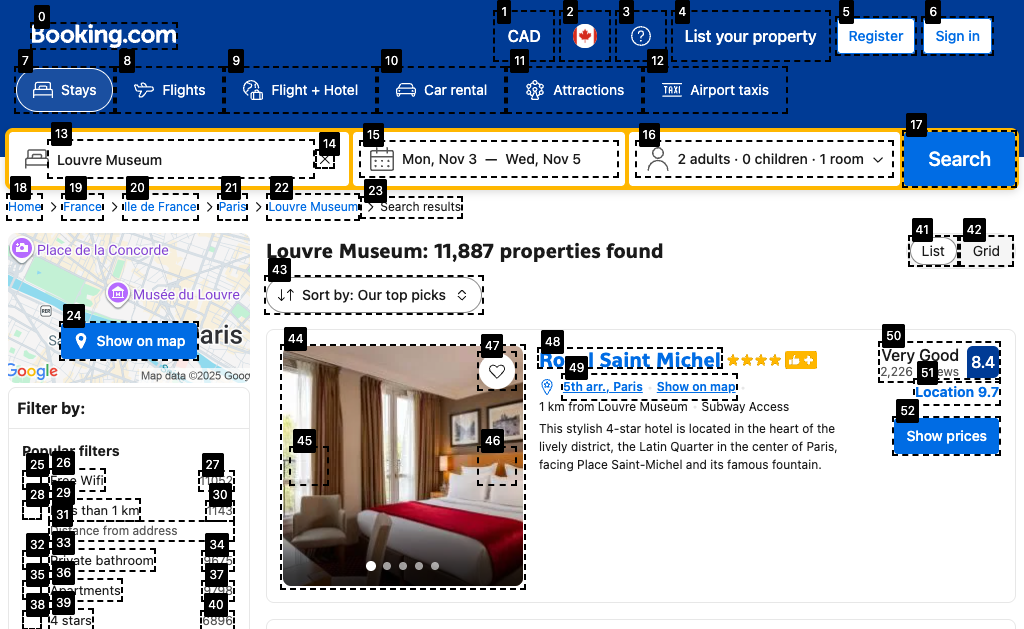 0
Booking.com
1
CAD
2
3
4
List your property
5
Register
6
Sign in
7
Stays
8
Flights
9
Flight + Hotel
10
Car rental
11
Attractions
12
TAXI
Airport taxis
13
Louvre Museum
14
15
Mon, Nov 3 — Wed, Nov 5
16
2 adults · 0 children · 1 room
17
Search
18
Home
19
France
20
Ile de France
21
Paris
22
Louvre Museum
23
Search results
Place de la Concorde
Musée du Louvre
RER
24
Show on map
aris
Google
Map data ©2025 Goog
Louvre Museum: 11,887 properties found
41
List
42
Grid
43
Sort by: Our top picks
Filter by:
Popular filters
25
26
Free Wifi
27
11052
28
29
Less than 1 km
30
1143
31
Distance from address
32
33
Private bathroom
34
9675
35
36
Apartments
37
9798
38
39
4 stars
40
6896
44
45
46
47
48
Royal Saint Michel
49
5th arr., Paris
Show on map
1 km from Louvre Museum
Subway Access
This stylish 4-star hotel is located in the heart of the
lively district, the Latin Quarter in the center of Paris,
facing Place Saint-Michel and its famous fountain.
50
Very Good
2,226
8.4
51
Location 9.7
52
Show prices